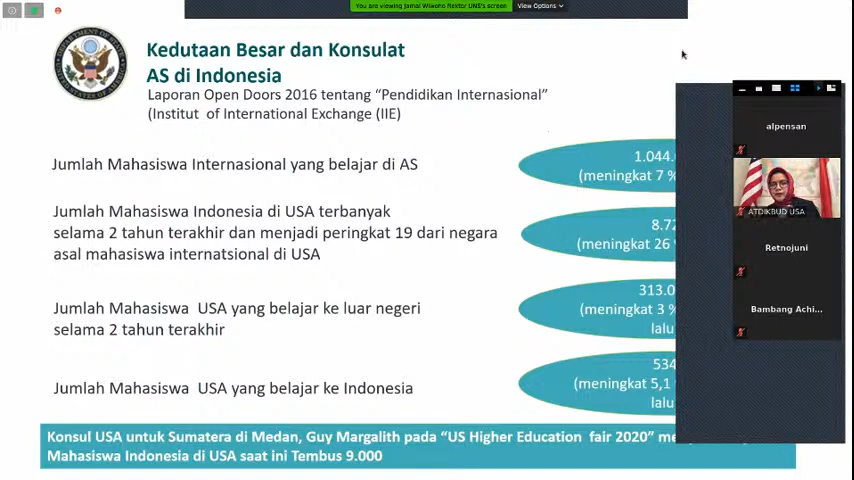 You are viewing Jamal Wiwoho Rektor UNS's screen
View Options
Kedutaan Besar dan Konsulat
AS di Indonesia
Laporan Open Doors 2016 tentang “Pendidikan Internasional”
(Institut of International Exchange (IIE)
Jumlah Mahasiswa Internasional yang belajar di AS
1.044.
(meningkat 7 %
Jumlah Mahasiswa Indonesia di USA terbanyak
selama 2 tahun terakhir dan menjadi peringkat 19 dari negara
asal mahasiswa internatsional di USA
8.72
(meningkat 26
Jumlah Mahasiswa USA yang belajar ke luar negeri
selama 2 tahun terakhir
313.0
(meningkat 3 %
lalu
Jumlah Mahasiswa USA yang belajar ke Indonesia
534
(meningkat 5,1
lalu
Konsul USA untuk Sumatera di Medan, Guy Margalith pada “US Higher Education fair 2020”
Mahasiswa Indonesia di USA saat ini Tembus 9.000
alpensan
ATDIKBUD USA
Retnojuni
Bambang Achi...